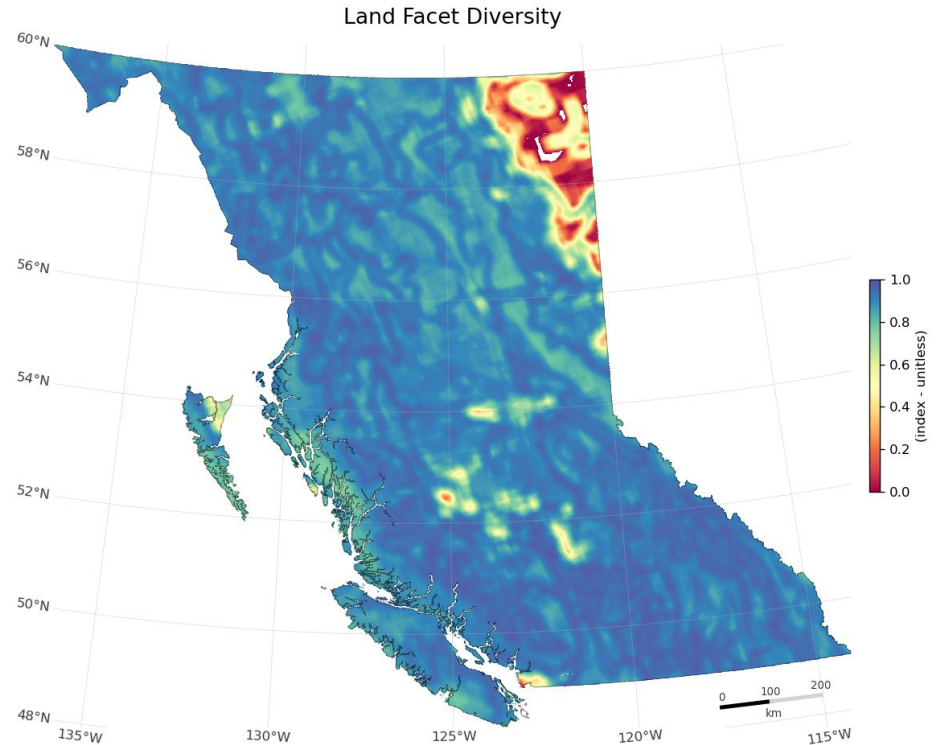 Land Facet Diversity
60°N
58°N
56°N
54°N
52°N
50°N
48°N
135°W
130°W
125°W
120°W
115°W
1.0
0.8
0.6
0.4
0.2
0.0
(index - unitless)
0 100 200
km